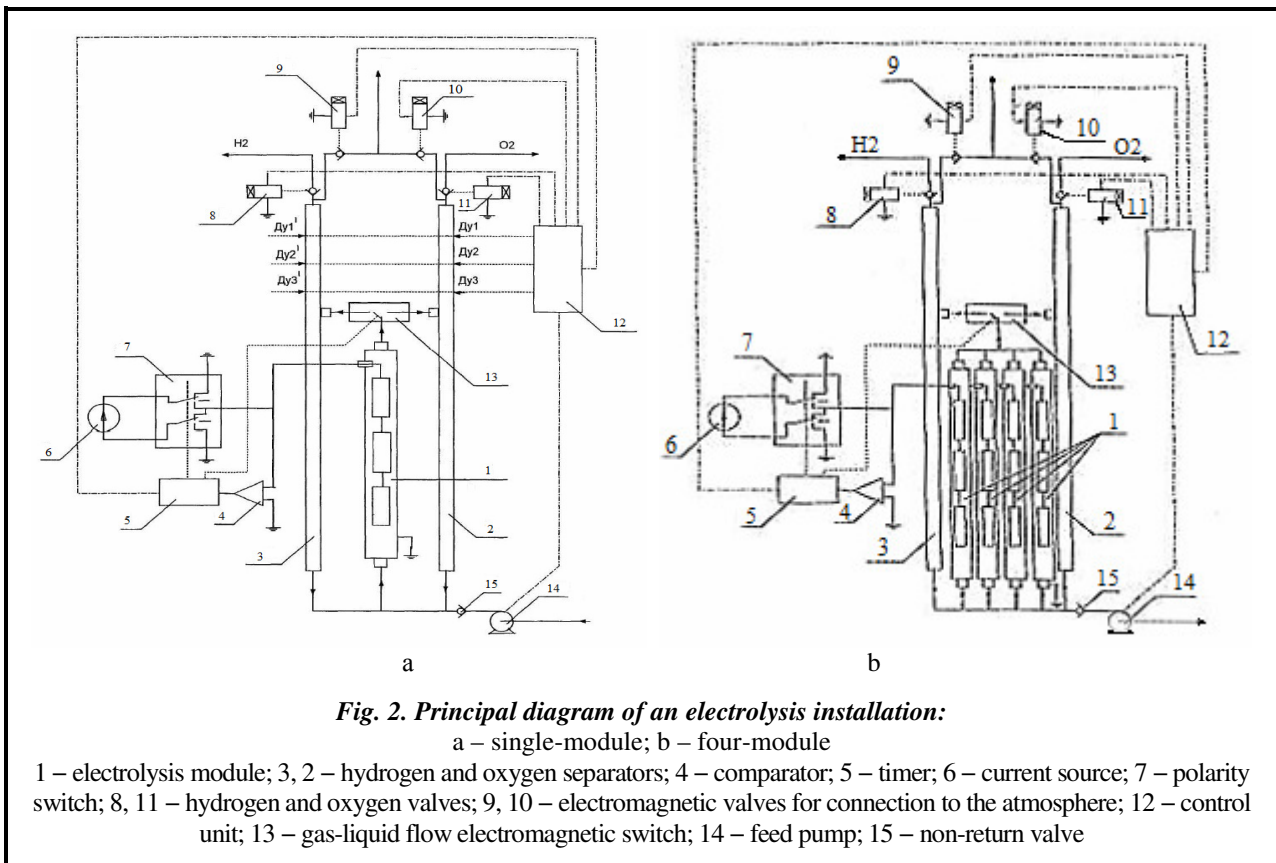 9
10
H2
O2
8
11
Ду1'
Ду1
Ду2'
Ду2
Ду3'
Ду3
12
7
13
6
1
5
4
3
2
15
14
a
9
10
H2
O2
8
11
12
7
13
6
1
5
4
3
2
15
14
b
Fig. 2. Principal diagram of an electrolysis installation:
a – single-module; b – four-module
1 – electrolysis module; 3, 2 – hydrogen and oxygen separators; 4 – comparator; 5 – timer; 6 – current source; 7 – polarity
switch; 8, 11 – hydrogen and oxygen valves; 9, 10 – electromagnetic valves for connection to the atmosphere; 12 – control
unit; 13 – gas-liquid flow electromagnetic switch; 14 – feed pump; 15 – non-return valve